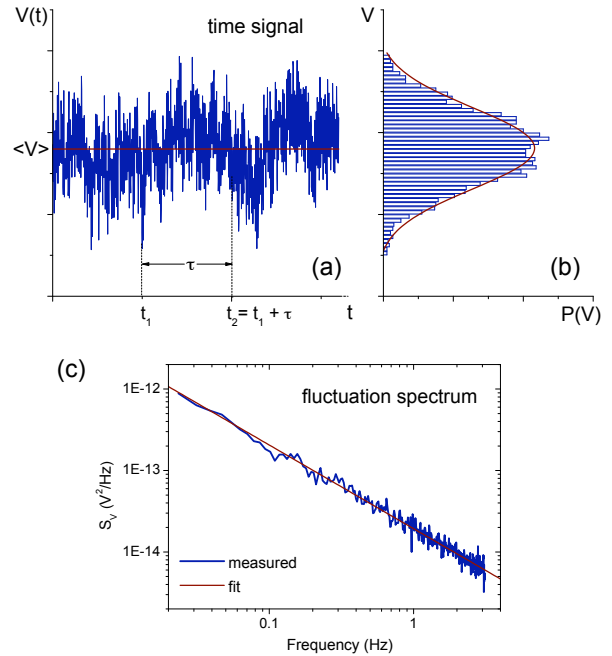 V(t)
time signal
<V>
τ
(a)
t1
t2= t1 + τ
t
V
(b)
P(V)
(c)
fluctuation spectrum
1E-12
1E-13
1E-14
SV (V²/Hz)
measured
fit
0.1
1
Frequency (Hz)